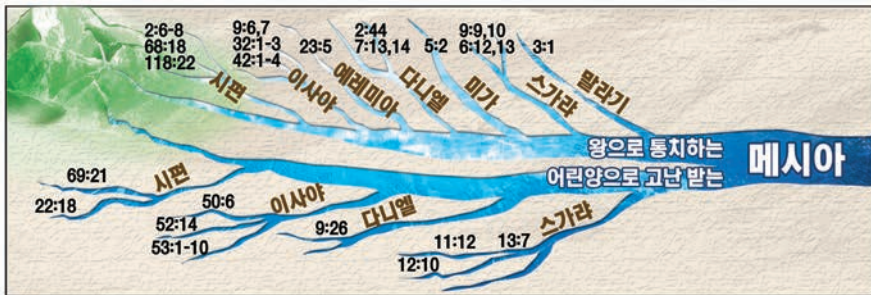 2:6-8
68:18
118:22
시편
9:6,7
32:1-3
42:1-4
이사야
23:5
예레미야
2:44
7:13,14
다니엘
5:2
미가
9:9,10
6:12,13
스가랴
3:1
말라기
왕으로 통치하는
어린양으로 고난 받는
메시아
69:21
22:18
시편
50:6
52:14
53:1-10
이사야
9:26
다니엘
11:12
12:10
13:7
스가랴